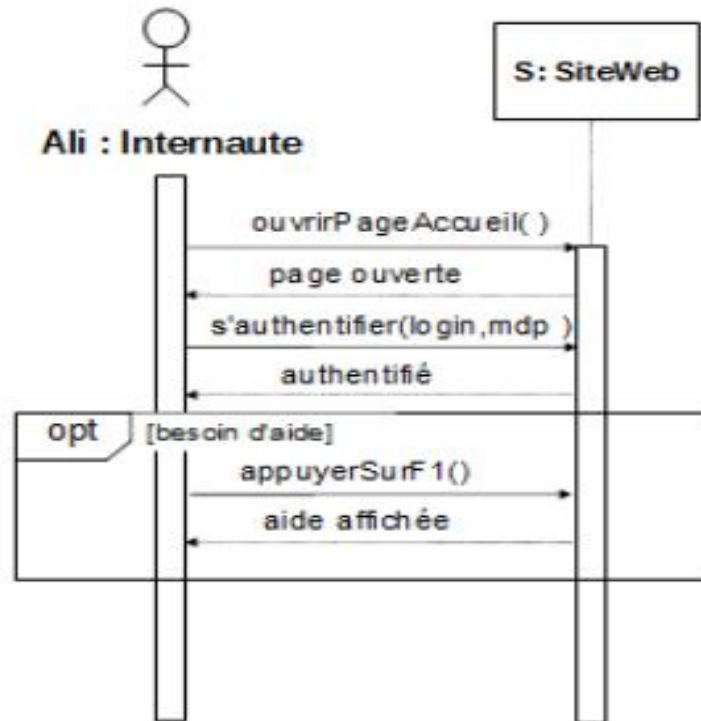 S: SiteWeb
Ali : Internaute
ouvrirPageAccueil( )
page ouverte
s'authentifier(login,mdp )
authentifié
opt
[besoin d'aide]
appuyerSurF1()
aide affichée